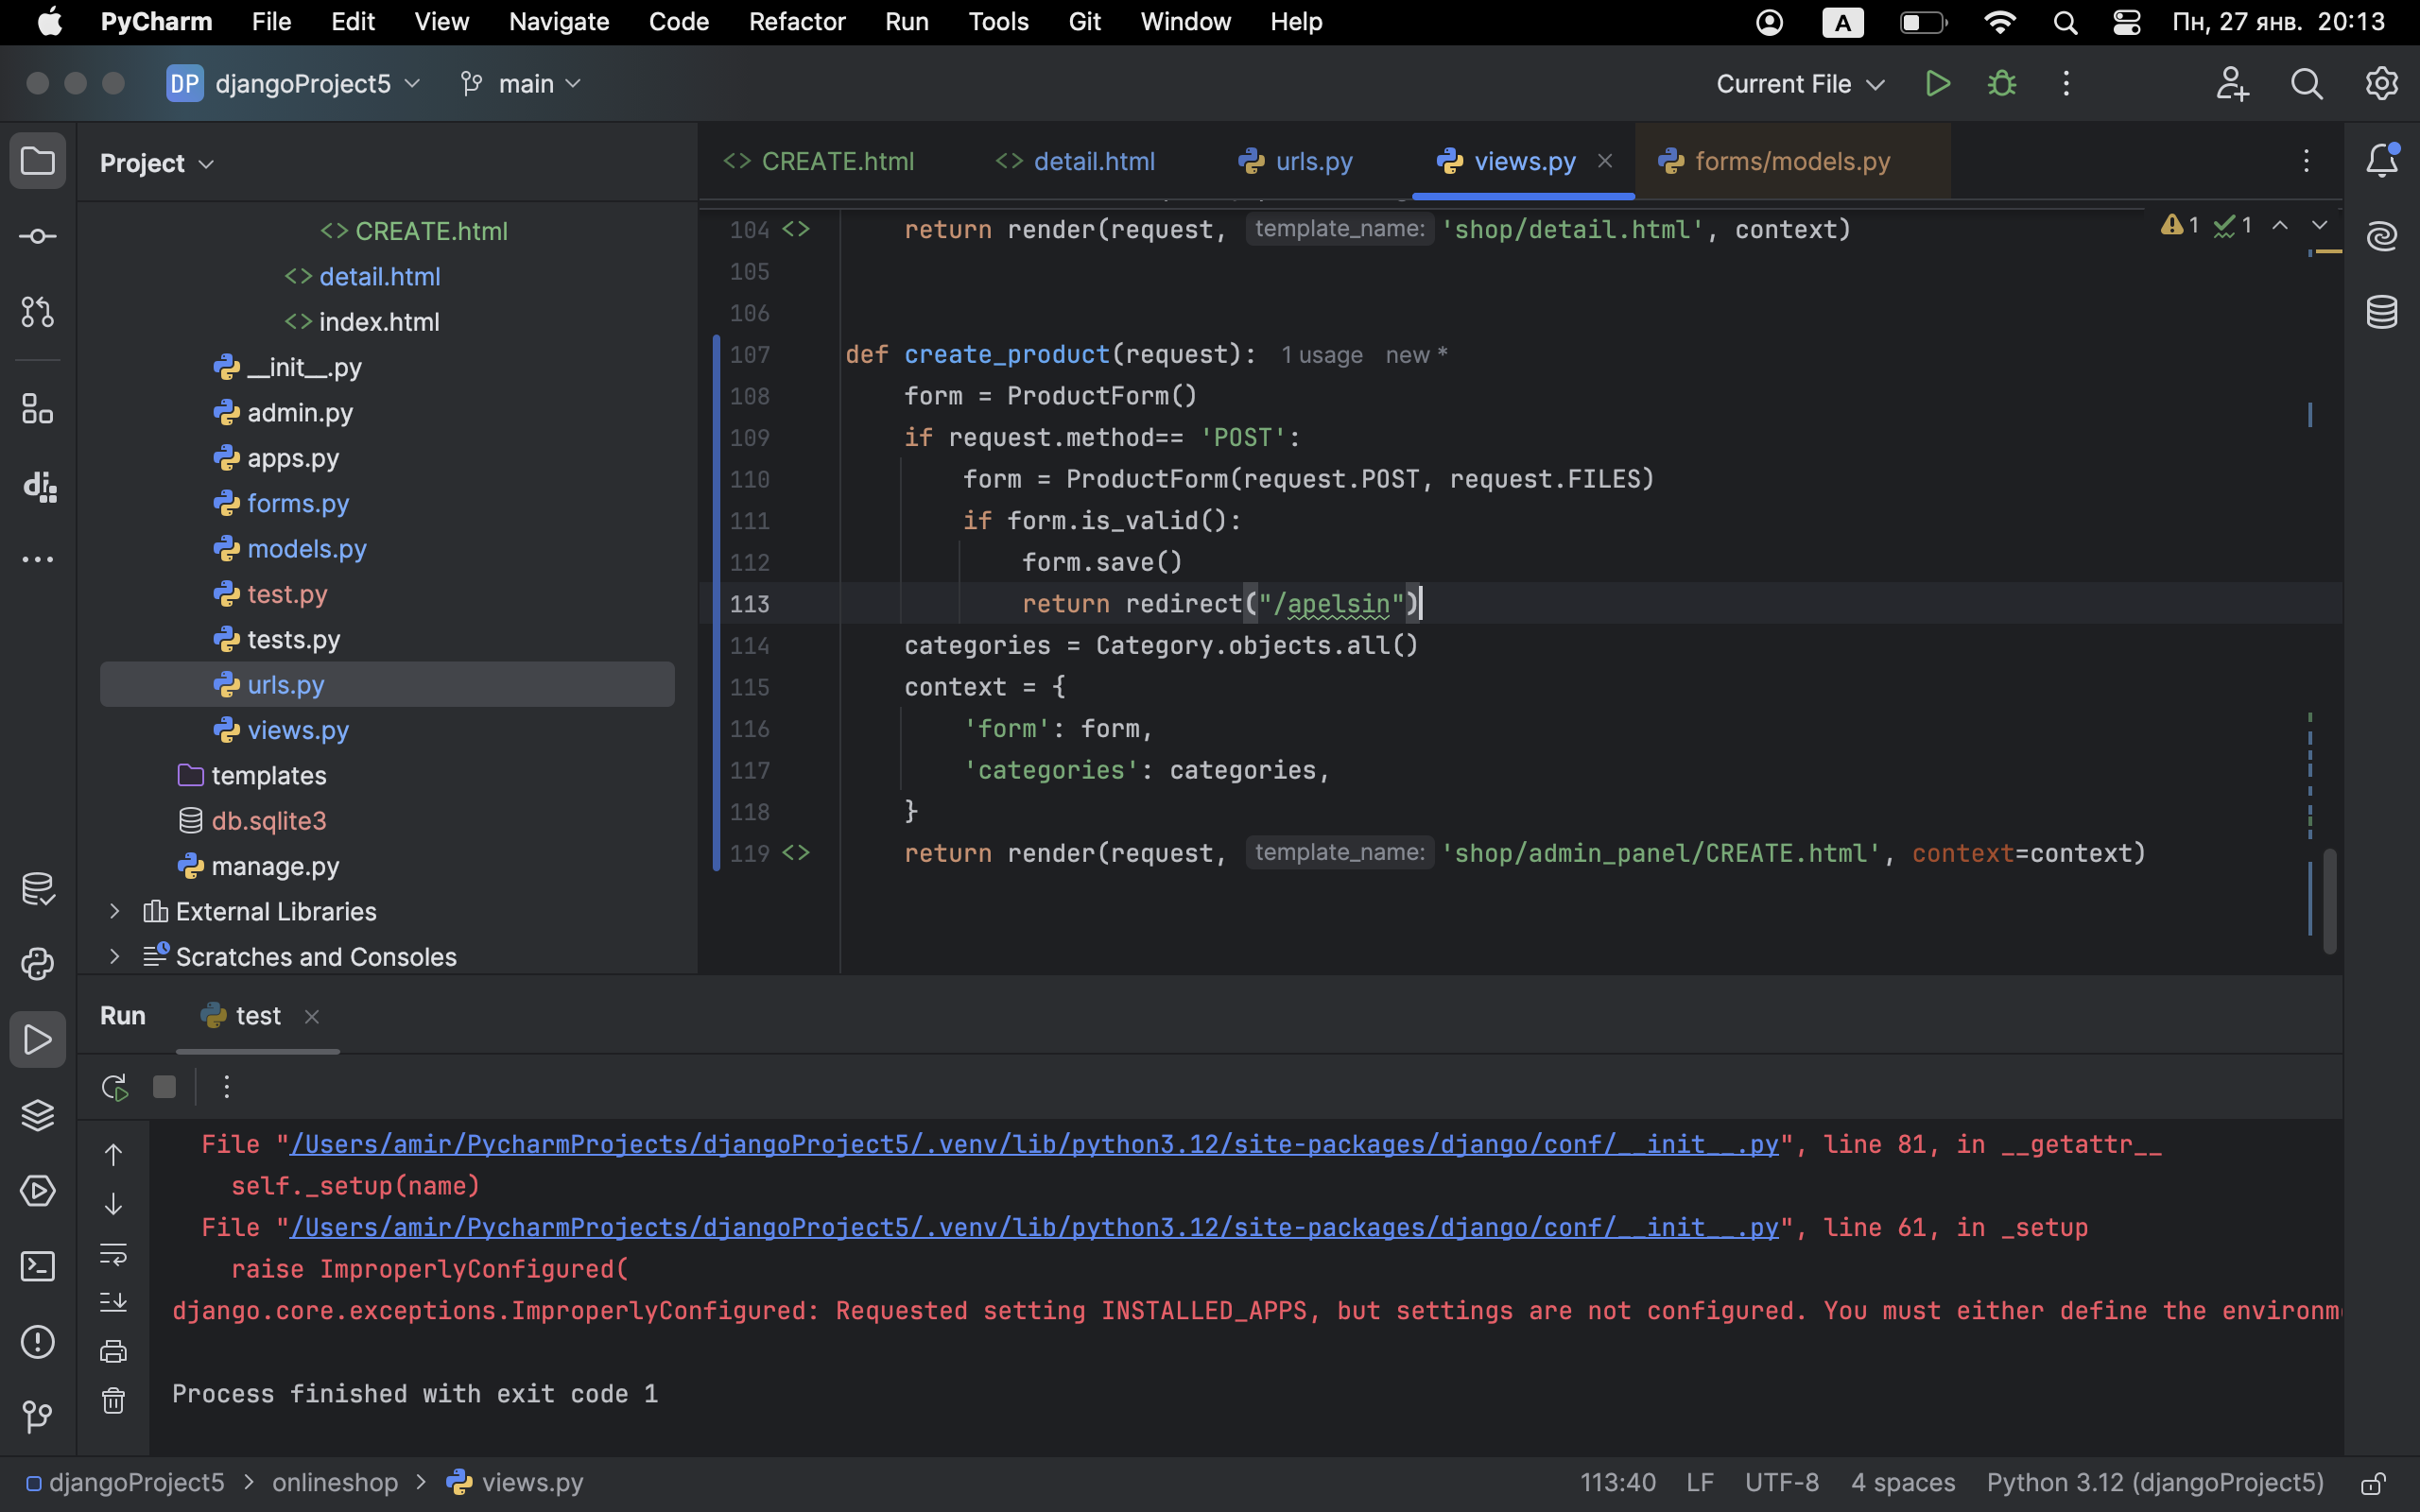 PyCharm File Edit View Navigate Code Refactor Run Tools Git Window Help A Пн, 27 янв. 20:13
DP djangoProject5 main Current File
Project
CREATE.html detail.html urls.py views.py forms/models.py
CREATE.html
detail.html
index.html
__init__.py
admin.py
apps.py
forms.py
models.py
test.py
tests.py
urls.py
views.py
templates
db.sqlite3
manage.py
External Libraries
Scratches and Consoles
1 1
104 return render(request, template_name: 'shop/detail.html', context)
105
106
107 def create_product(request): 1 usage new *
108 form = ProductForm()
109 if request.method== 'POST':
110 form = ProductForm(request.POST, request.FILES)
111 if form.is_valid():
112 form.save()
113 return redirect("/apelsin")
114 categories = Category.objects.all()
115 context = {
116 'form': form,
117 'categories': categories,
118 }
119 return render(request, template_name: 'shop/admin_panel/CREATE.html', context=context)
Run test
File "/Users/amir/PycharmProjects/djangoProject5/.venv/lib/python3.12/site-packages/django/conf/__init__.py", line 81, in __getattr__
self._setup(name)
File "/Users/amir/PycharmProjects/djangoProject5/.venv/lib/python3.12/site-packages/django/conf/__init__.py", line 61, in _setup
raise ImproperlyConfigured(
django.core.exceptions.ImproperlyConfigured: Requested setting INSTALLED_APPS, but settings are not configured. You must either define the environm
Process finished with exit code 1
djangoProject5 > onlineshop > views.py 113:40 LF UTF-8 4 spaces Python 3.12 (djangoProject5)